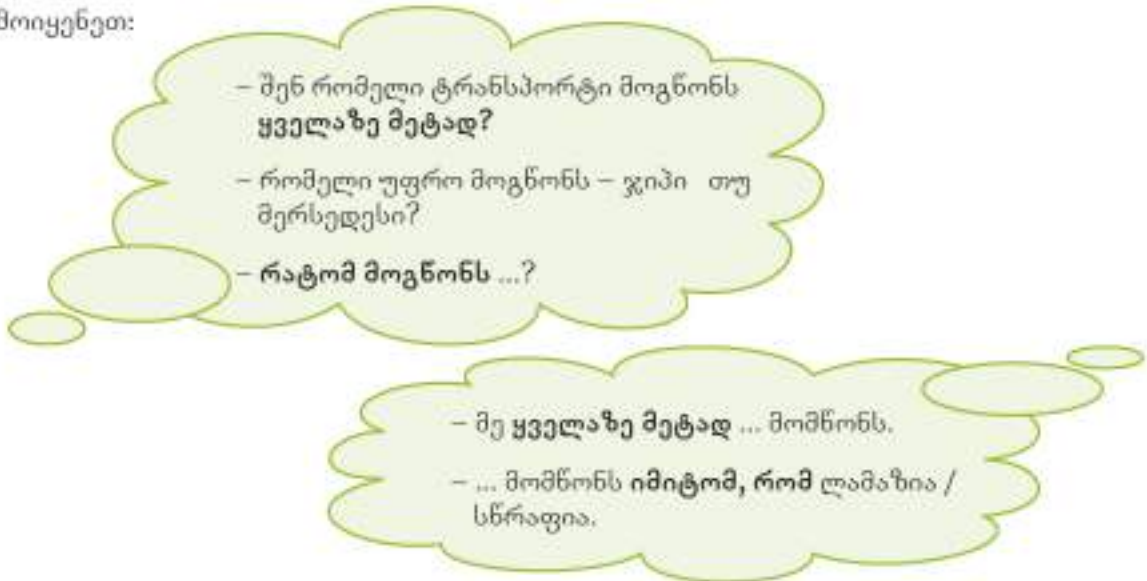 მოიყენეთ:
– შენ რომელი ტრანსპორტი მოგწონს
ყველაზე მეტად?
– რომელი უფრო მოგწონს – ჯიპი თუ
მერსედესი?
– რატომ მოგწონს ...?
– მე ყველაზე მეტად ... მომწონს.
– ... მომწონს იმიტომ, რომ ლამაზია /
სწრაფია.